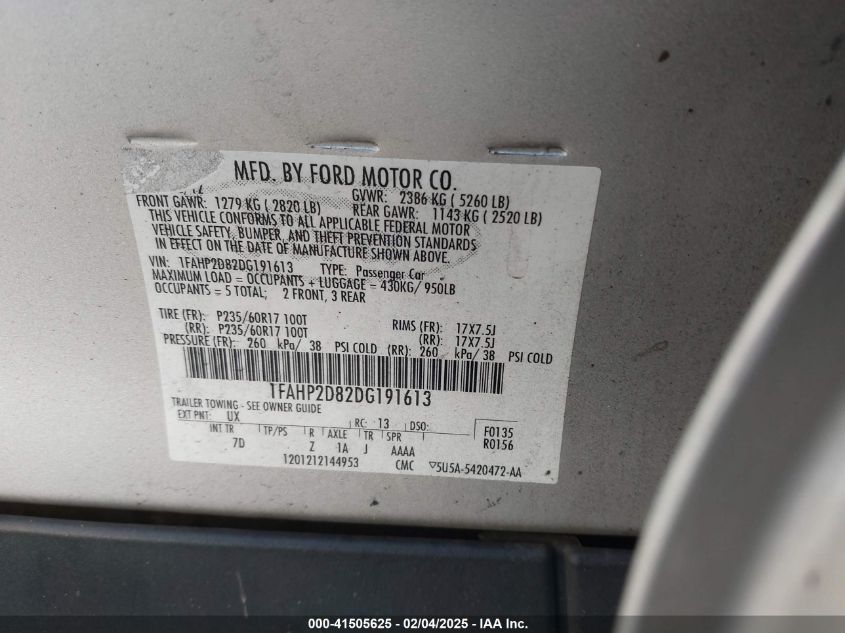 MFD. BY FORD MOTOR CO.
GVWR: 2386 KG ( 5260 LB)
FRONT GAWR: 1279 KG ( 2820 LB) REAR GAWR: 1143 KG ( 2520 LB)
THIS VEHICLE CONFORMS TO ALL APPLICABLE FEDERAL MOTOR
VEHICLE SAFETY, BUMPER, AND THEFT PREVENTION STANDARDS
IN EFFECT ON THE DATE OF MANUFACTURE SHOWN ABOVE.
VIN: 1FAHP2D82DG191613 TYPE: Passenger Car
MAXIMUM LOAD = OCCUPANTS + LUGGAGE = 430KG/ 950LB
OCCUPANTS = 5 TOTAL; 2 FRONT, 3 REAR
TIRE (FR): P235/60R17 100T RIMS (FR): 17X7.5J
(RR): P235/60R17 100T (RR): 17X7.5J
PRESSURE (FR): 260 kPa/ 38 PSI COLD (RR): 260 kPa/ 38 PSI COLD
1FAHP2D82DG191613
TRAILER TOWING - SEE OWNER GUIDE
EXT PNT: UX RC: 13 DSO: F0135
R0156
INT TR TP/PS R AXLE TR SPR
7D Z 1A J AAAA
1201212144953 CMC ▽5U5A-5420472-AA
000-41505625 - 02/04/2025 - IAA Inc.